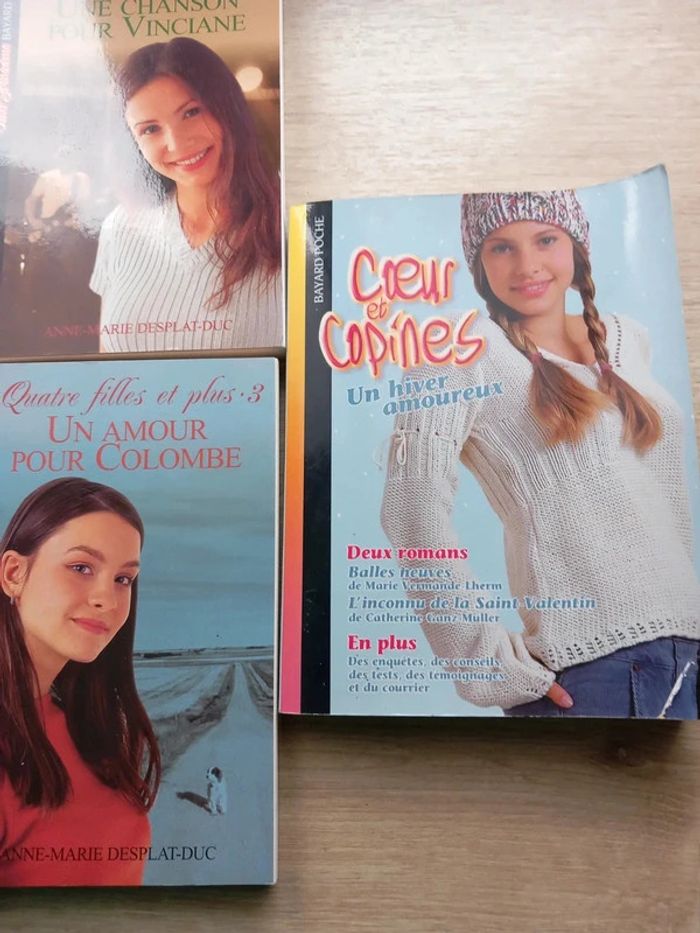 UNE CHANSON
POUR VINCIANE
BAYARD
ANNE-MARIE DESPLAT-DUC
Quatre filles et plus · 3
UN AMOUR
POUR COLOMBE
ANNE-MARIE DESPLAT-DUC
BAYARD POCHE
Cœur
et
Copines
Un hiver
amoureux
Deux romans
Balles neuves
de Marie Vermande Lherm
L'inconnu de la Saint Valentin
de Catherine Ganz-Muller
En plus
Des enquêtes, des conseils,
des tests, des témoignages
et du courrier